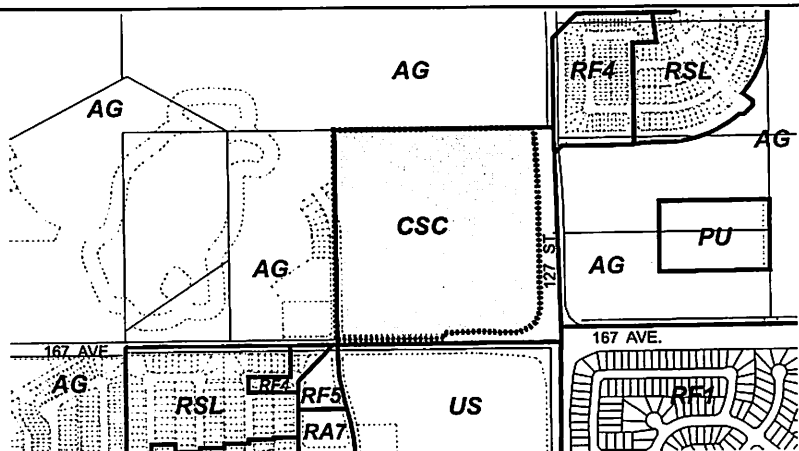 AG
RF4
RSL
AG
AG
CSC
127 ST.
PU
AG
AG
167 AVE.
167 AVE.
AG
RF4
RSL
RF5
US
RF1
RA7